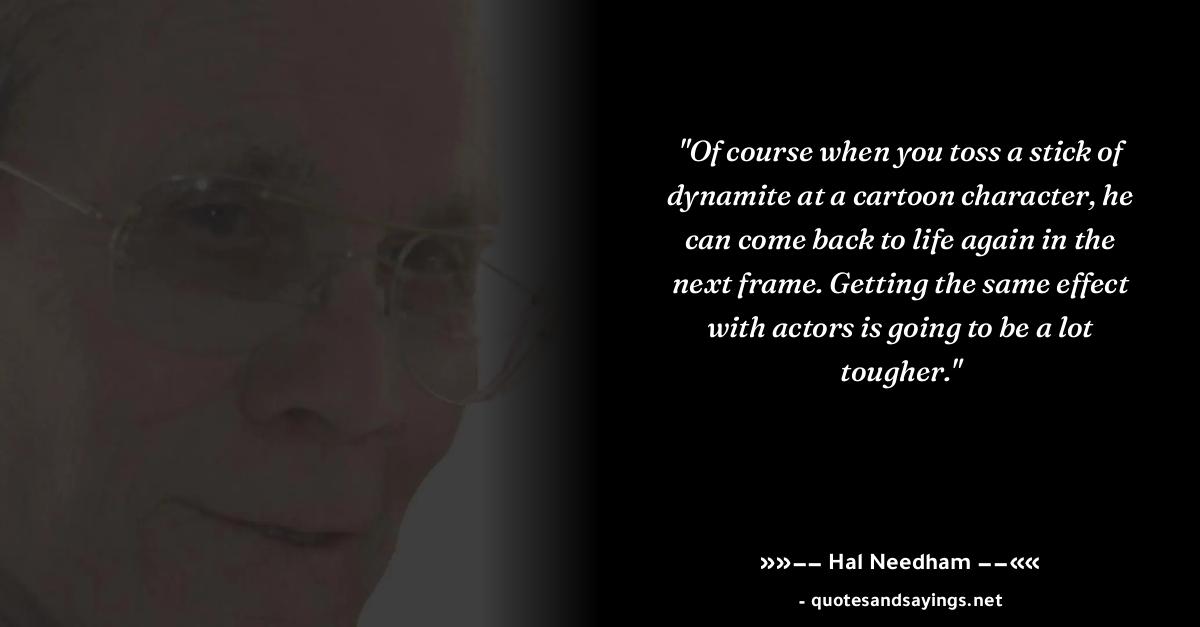 "Of course when you toss a stick of
dynamite at a cartoon character, he
can come back to life again in the
next frame. Getting the same effect
with actors is going to be a lot
tougher."
»»−− Hal Needham −−««
- quotesandsayings.net